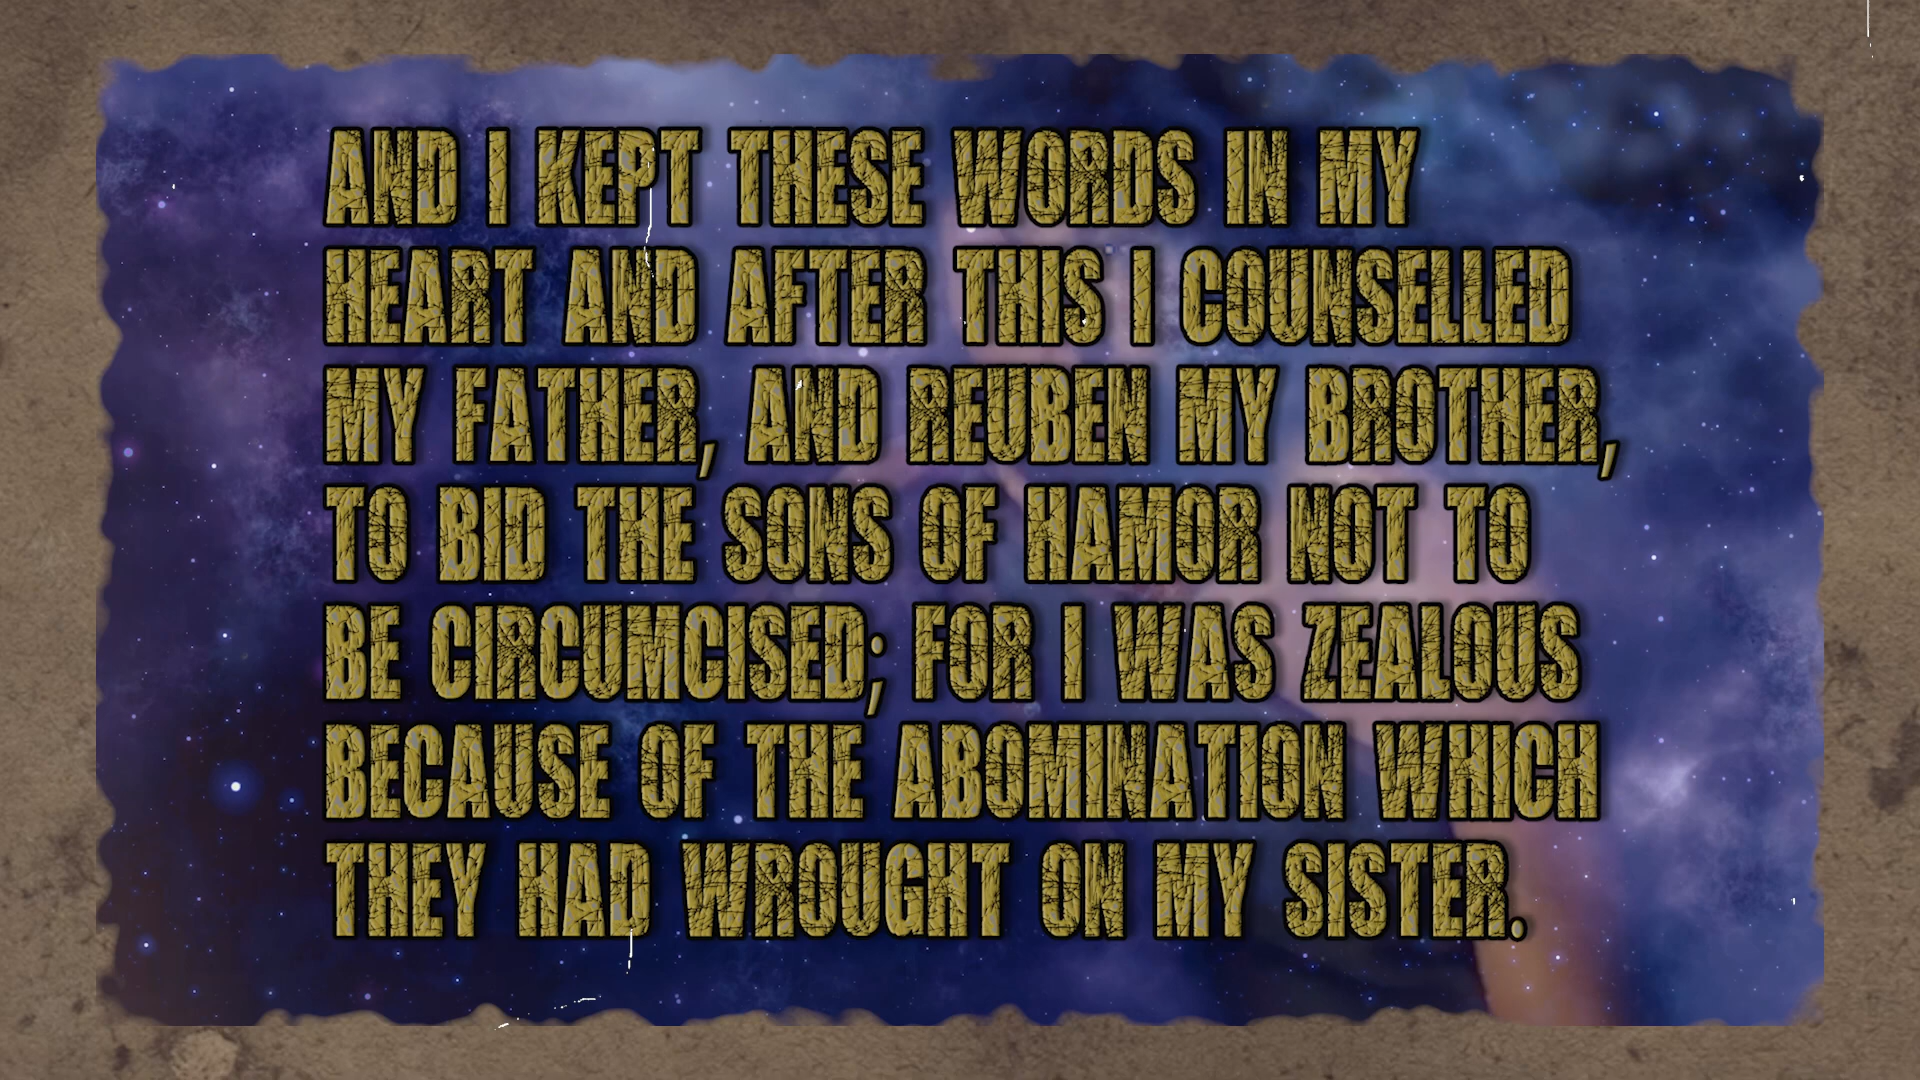 AND I KEPT THESE WORDS IN MY
HEART AND AFTER THIS I COUNSELLED
MY FATHER, AND REUBEN MY BROTHER,
TO BID THE SONS OF HAMOR NOT TO
BE CIRCUMCISED; FOR I WAS ZEALOUS
BECAUSE OF THE ABOMINATION WHICH
THEY HAD WROUGHT ON MY SISTER.